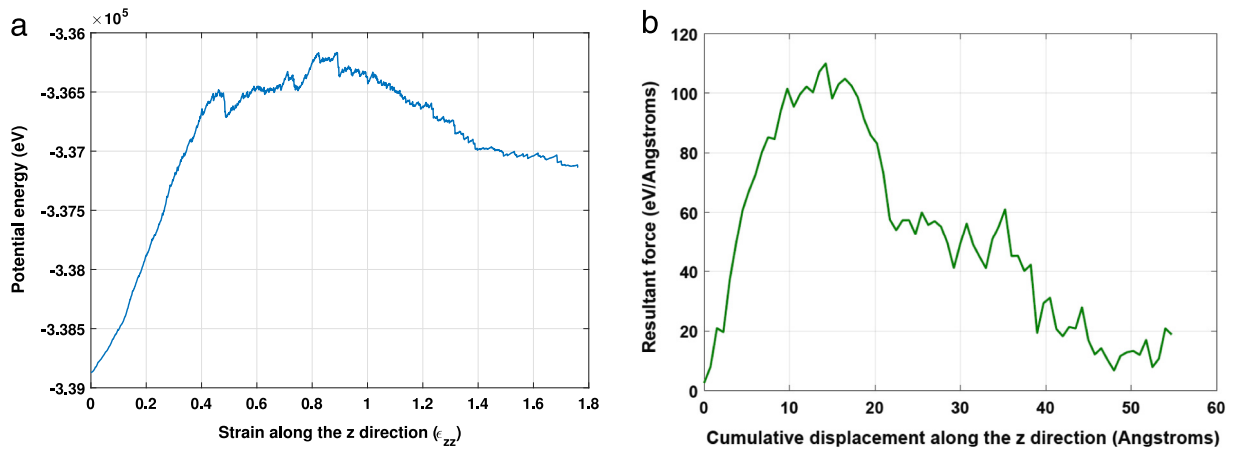 a
×10⁵
-3.36
-3.365
-3.37
-3.375
-3.38
-3.385
-3.39
0 0.2 0.4 0.6 0.8 1 1.2 1.4 1.6 1.8
Potential energy (eV)
Strain along the z direction (ϵzz)
b
120
100
80
60
40
20
0
0 10 20 30 40 50 60
Resultant force (eV/Angstroms)
Cumulative displacement along the z direction (Angstroms)